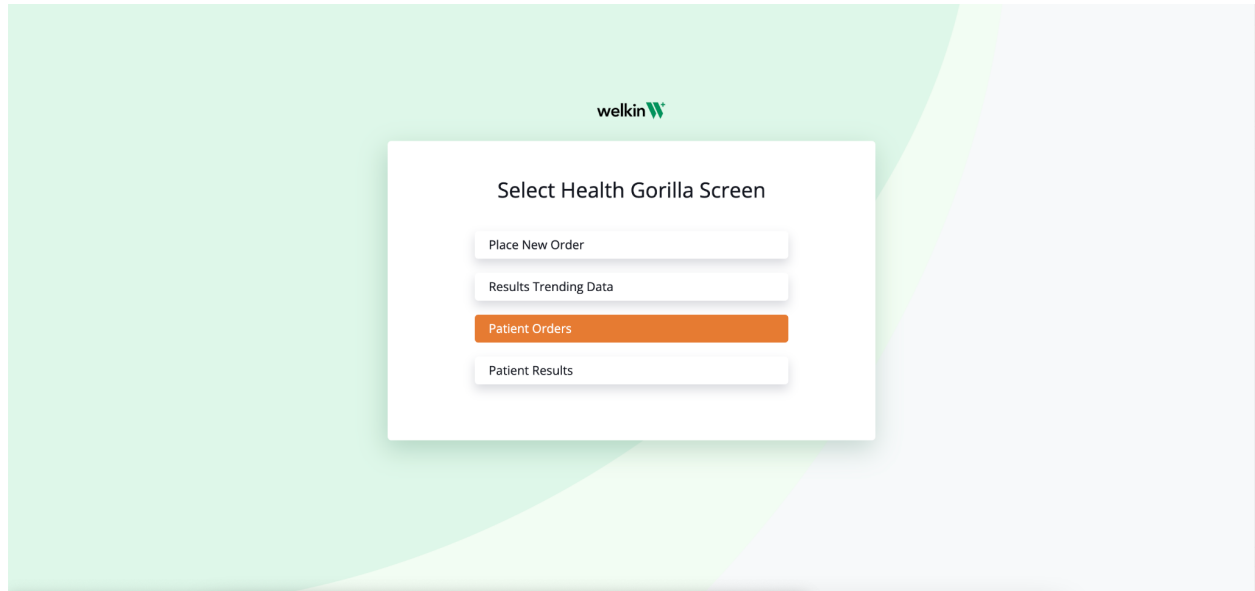 welkin
Select Health Gorilla Screen
Place New Order
Results Trending Data
Patient Orders
Patient Results